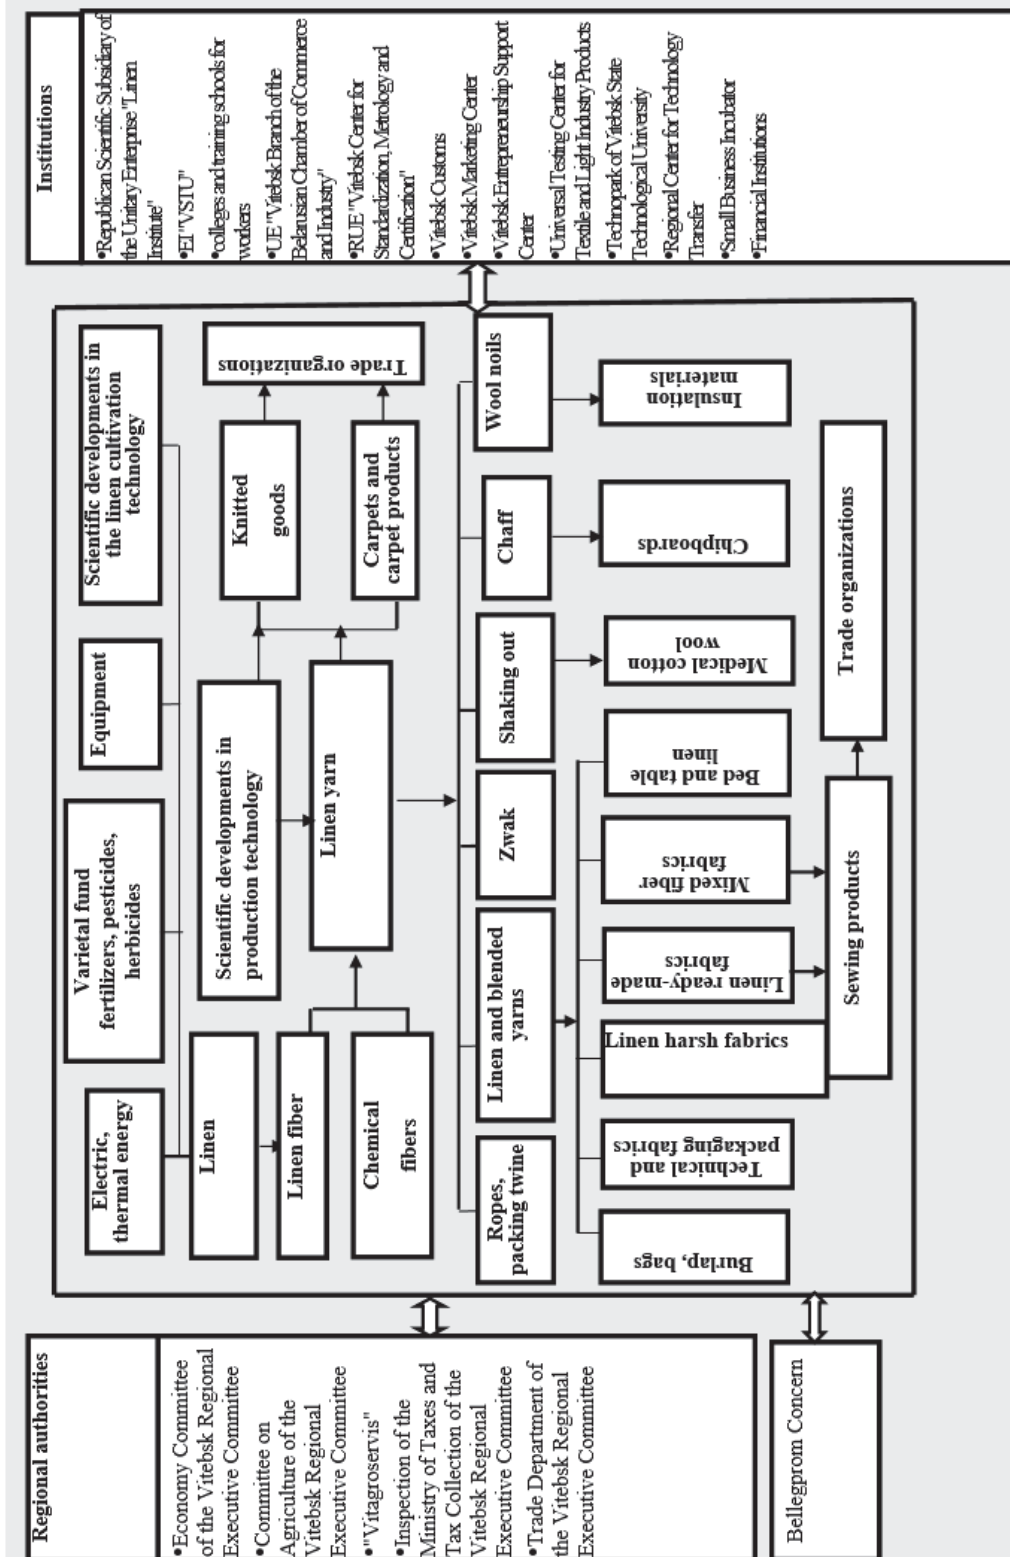 Regional authorities
•Economy Committee
of the Vitebsk Regional
Executive Committee
•Committee on
Agriculture of the
Vitebsk Regional
Executive Committee
•"Vitagroservis"
•Inspection of the
Ministry of Taxes and
Tax Collection of the
Vitebsk Regional
Executive Committee
•Trade Department of
the Vitebsk Regional
Executive Committee
Bellegprom Concern
Electric,
thermal energy
Varietal fund
fertilizers, pesticides,
herbicides
Equipment
Scientific developments in
the linen cultivation
technology
Linen
Scientific developments in
production technology
Knitted
goods
Trade organizations
Linen fiber
Linen yarn
Chemical
fibers
Carpets and
carpet products
Ropes,
packing twine
Linen and blended
yarns
Zwak
Shaking out
Chaff
Wool noils
Burlap, bags
Technical and
packaging fabrics
Linen harsh fabrics
Linen ready-made
fabrics
Mixed fiber
fabrics
Bed and table
linen
Medical cotton
wool
Chipboards
Insulation
materials
Sewing products
Trade organizations
Institutions
•Republican Scientific Subsidiary of
the Unitary Enterprise "Linen
Institute"
•EI "VSTU"
•colleges and training schools for
workers
•UE "Vitebsk Branch of the
Belarusian Chamber of Commerce
and Industry"
•RUE "Vitebsk Center for
Standardization, Metrology and
Certification"
•Vitebsk Customs
•Vitebsk Marketing Center
•Vitebsk Entrepreneurship Support
Center
•Universal Testing Center for
Textile and Light Industry Products
•Technopark of Vitebsk State
Technological University
•Regional Center for Technology
Transfer
•Small Business Incubator
•Financial Institutions